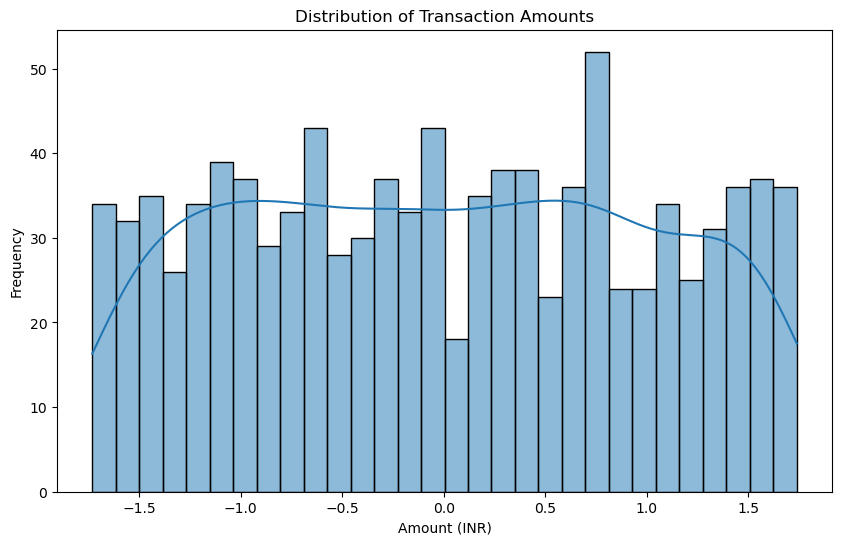 Distribution of Transaction Amounts
50
40
30
20
10
0
Frequency
−1.5 −1.0 −0.5 0.0 0.5 1.0 1.5
Amount (INR)